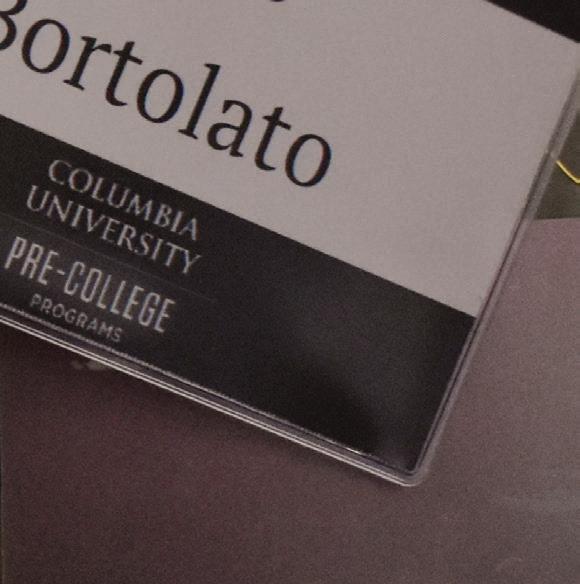 Bortolato
COLUMBIA
UNIVERSITY
PRE-COLLEGE
PROGRAMS